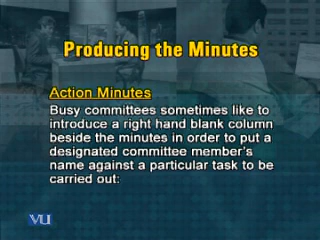 Producing the Minutes
Action Minutes
Busy committees sometimes like to
introduce a right hand blank column
beside the minutes in order to put a
designated committee member's
name against a particular task to be
carried out:
VU